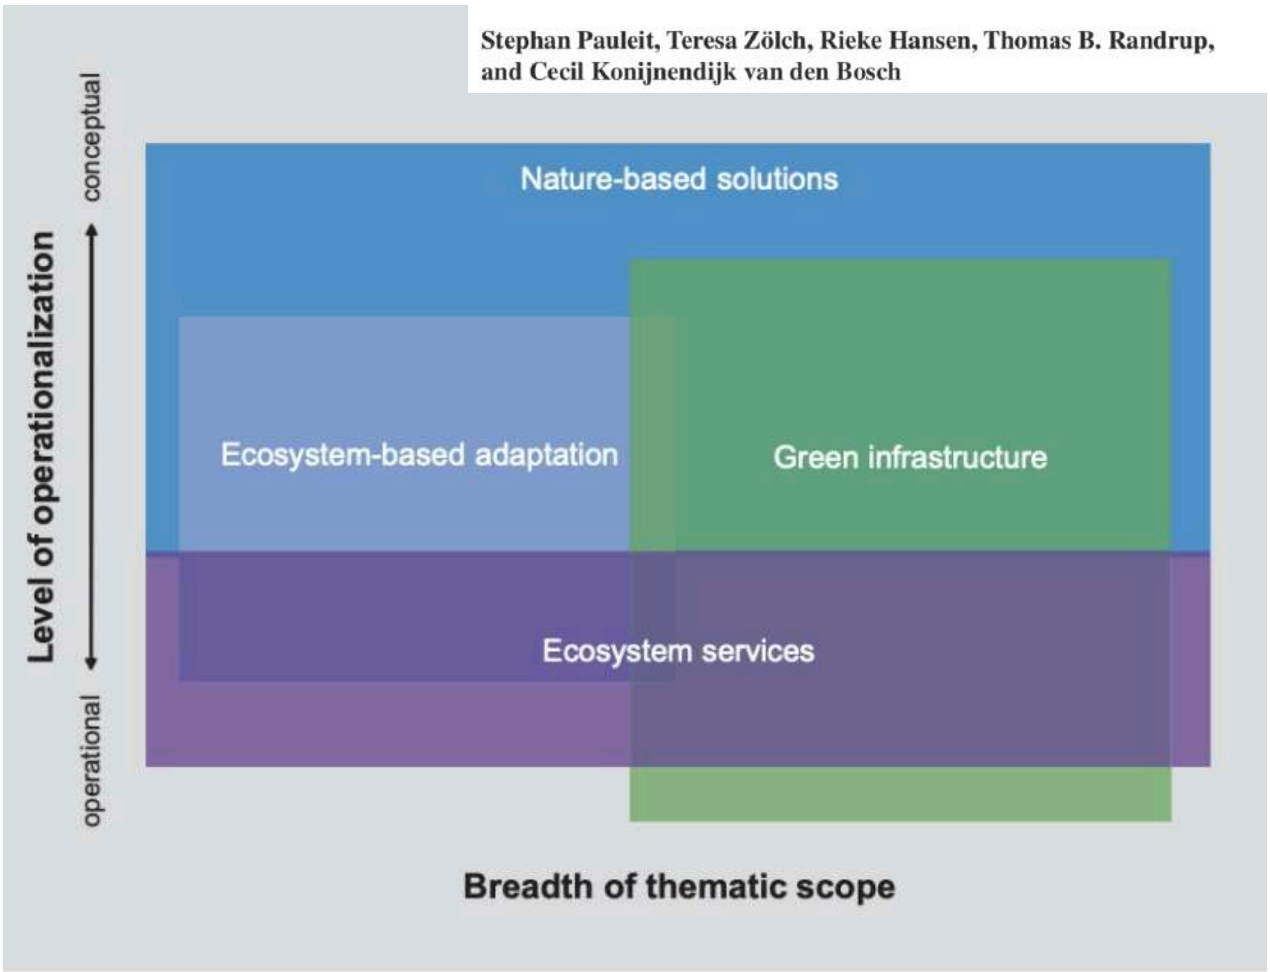 Stephan Pauleit, Teresa Zölch, Rieke Hansen, Thomas B. Randrup,
and Cecil Konijnendijk van den Bosch
conceptual
Level of operationalization
operational
Nature-based solutions
Ecosystem-based adaptation
Green infrastructure
Ecosystem services
Breadth of thematic scope